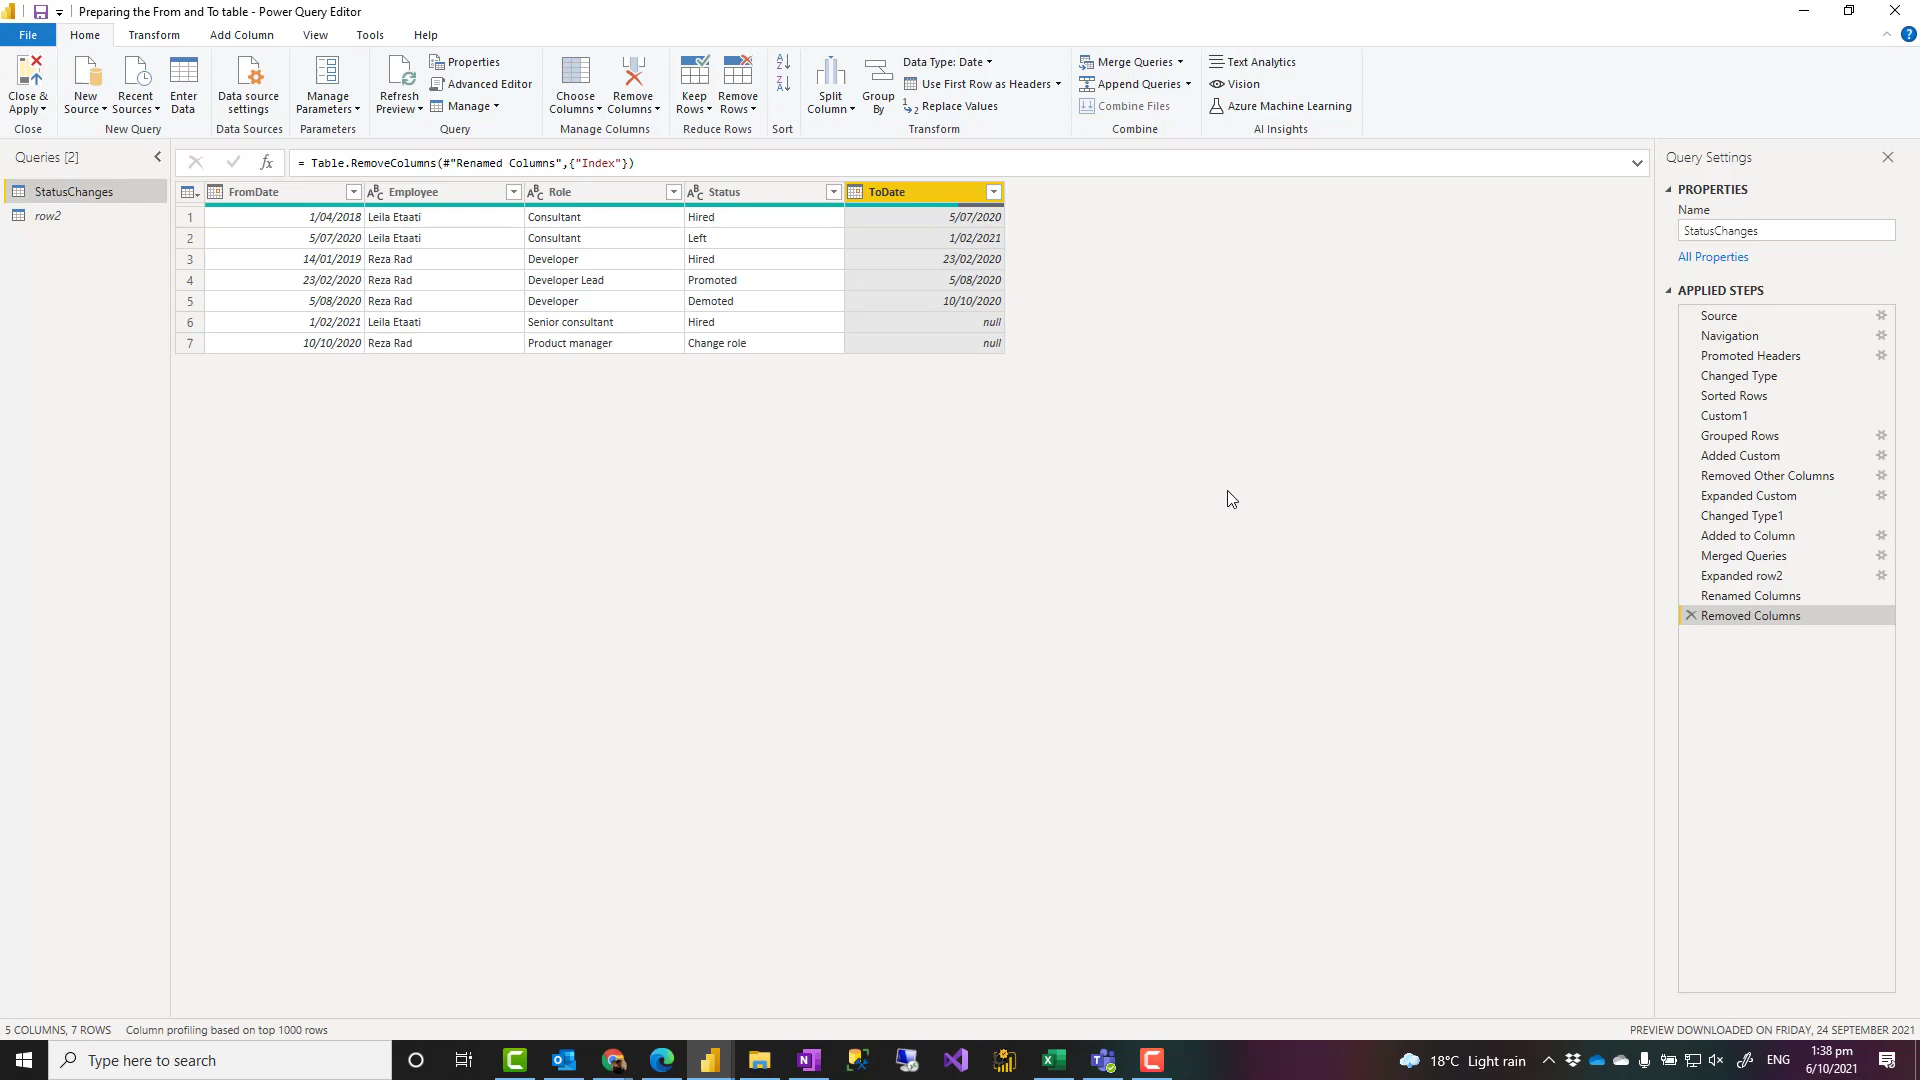 Preparing the From and To table - Power Query Editor
File Home Transform Add Column View Tools Help
Close & Apply
New Source
Recent Sources
Enter Data
Data source settings
Manage Parameters
Refresh Preview
Properties
Advanced Editor
Manage
Choose Columns
Remove Columns
Keep Rows
Remove Rows
Split Column
Group By
Data Type: Date
Use First Row as Headers
Replace Values
Merge Queries
Append Queries
Combine Files
Text Analytics
Vision
Azure Machine Learning
Close New Query Data Sources Parameters Query Manage Columns Reduce Rows Sort Transform Combine AI Insights
Queries [2]
StatusChanges
row2
fx = Table.RemoveColumns(#"Renamed Columns",{"Index"})
FromDate Employee Role Status ToDate
1 1/04/2018 Leila Etaati Consultant Hired 5/07/2020
2 5/07/2020 Leila Etaati Consultant Left 1/02/2021
3 14/01/2019 Reza Rad Developer Hired 23/02/2020
4 23/02/2020 Reza Rad Developer Lead Promoted 5/08/2020
5 5/08/2020 Reza Rad Developer Demoted 10/10/2020
6 1/02/2021 Leila Etaati Senior consultant Hired null
7 10/10/2020 Reza Rad Product manager Change role null
Query Settings
PROPERTIES
Name
StatusChanges
All Properties
APPLIED STEPS
Source
Navigation
Promoted Headers
Changed Type
Sorted Rows
Custom1
Grouped Rows
Added Custom
Removed Other Columns
Expanded Custom
Changed Type1
Added to Column
Merged Queries
Expanded row2
Renamed Columns
Removed Columns
5 COLUMNS, 7 ROWS Column profiling based on top 1000 rows
PREVIEW DOWNLOADED ON FRIDAY, 24 SEPTEMBER 2021
Type here to search
18°C Light rain
ENG
1:38 pm
6/10/2021